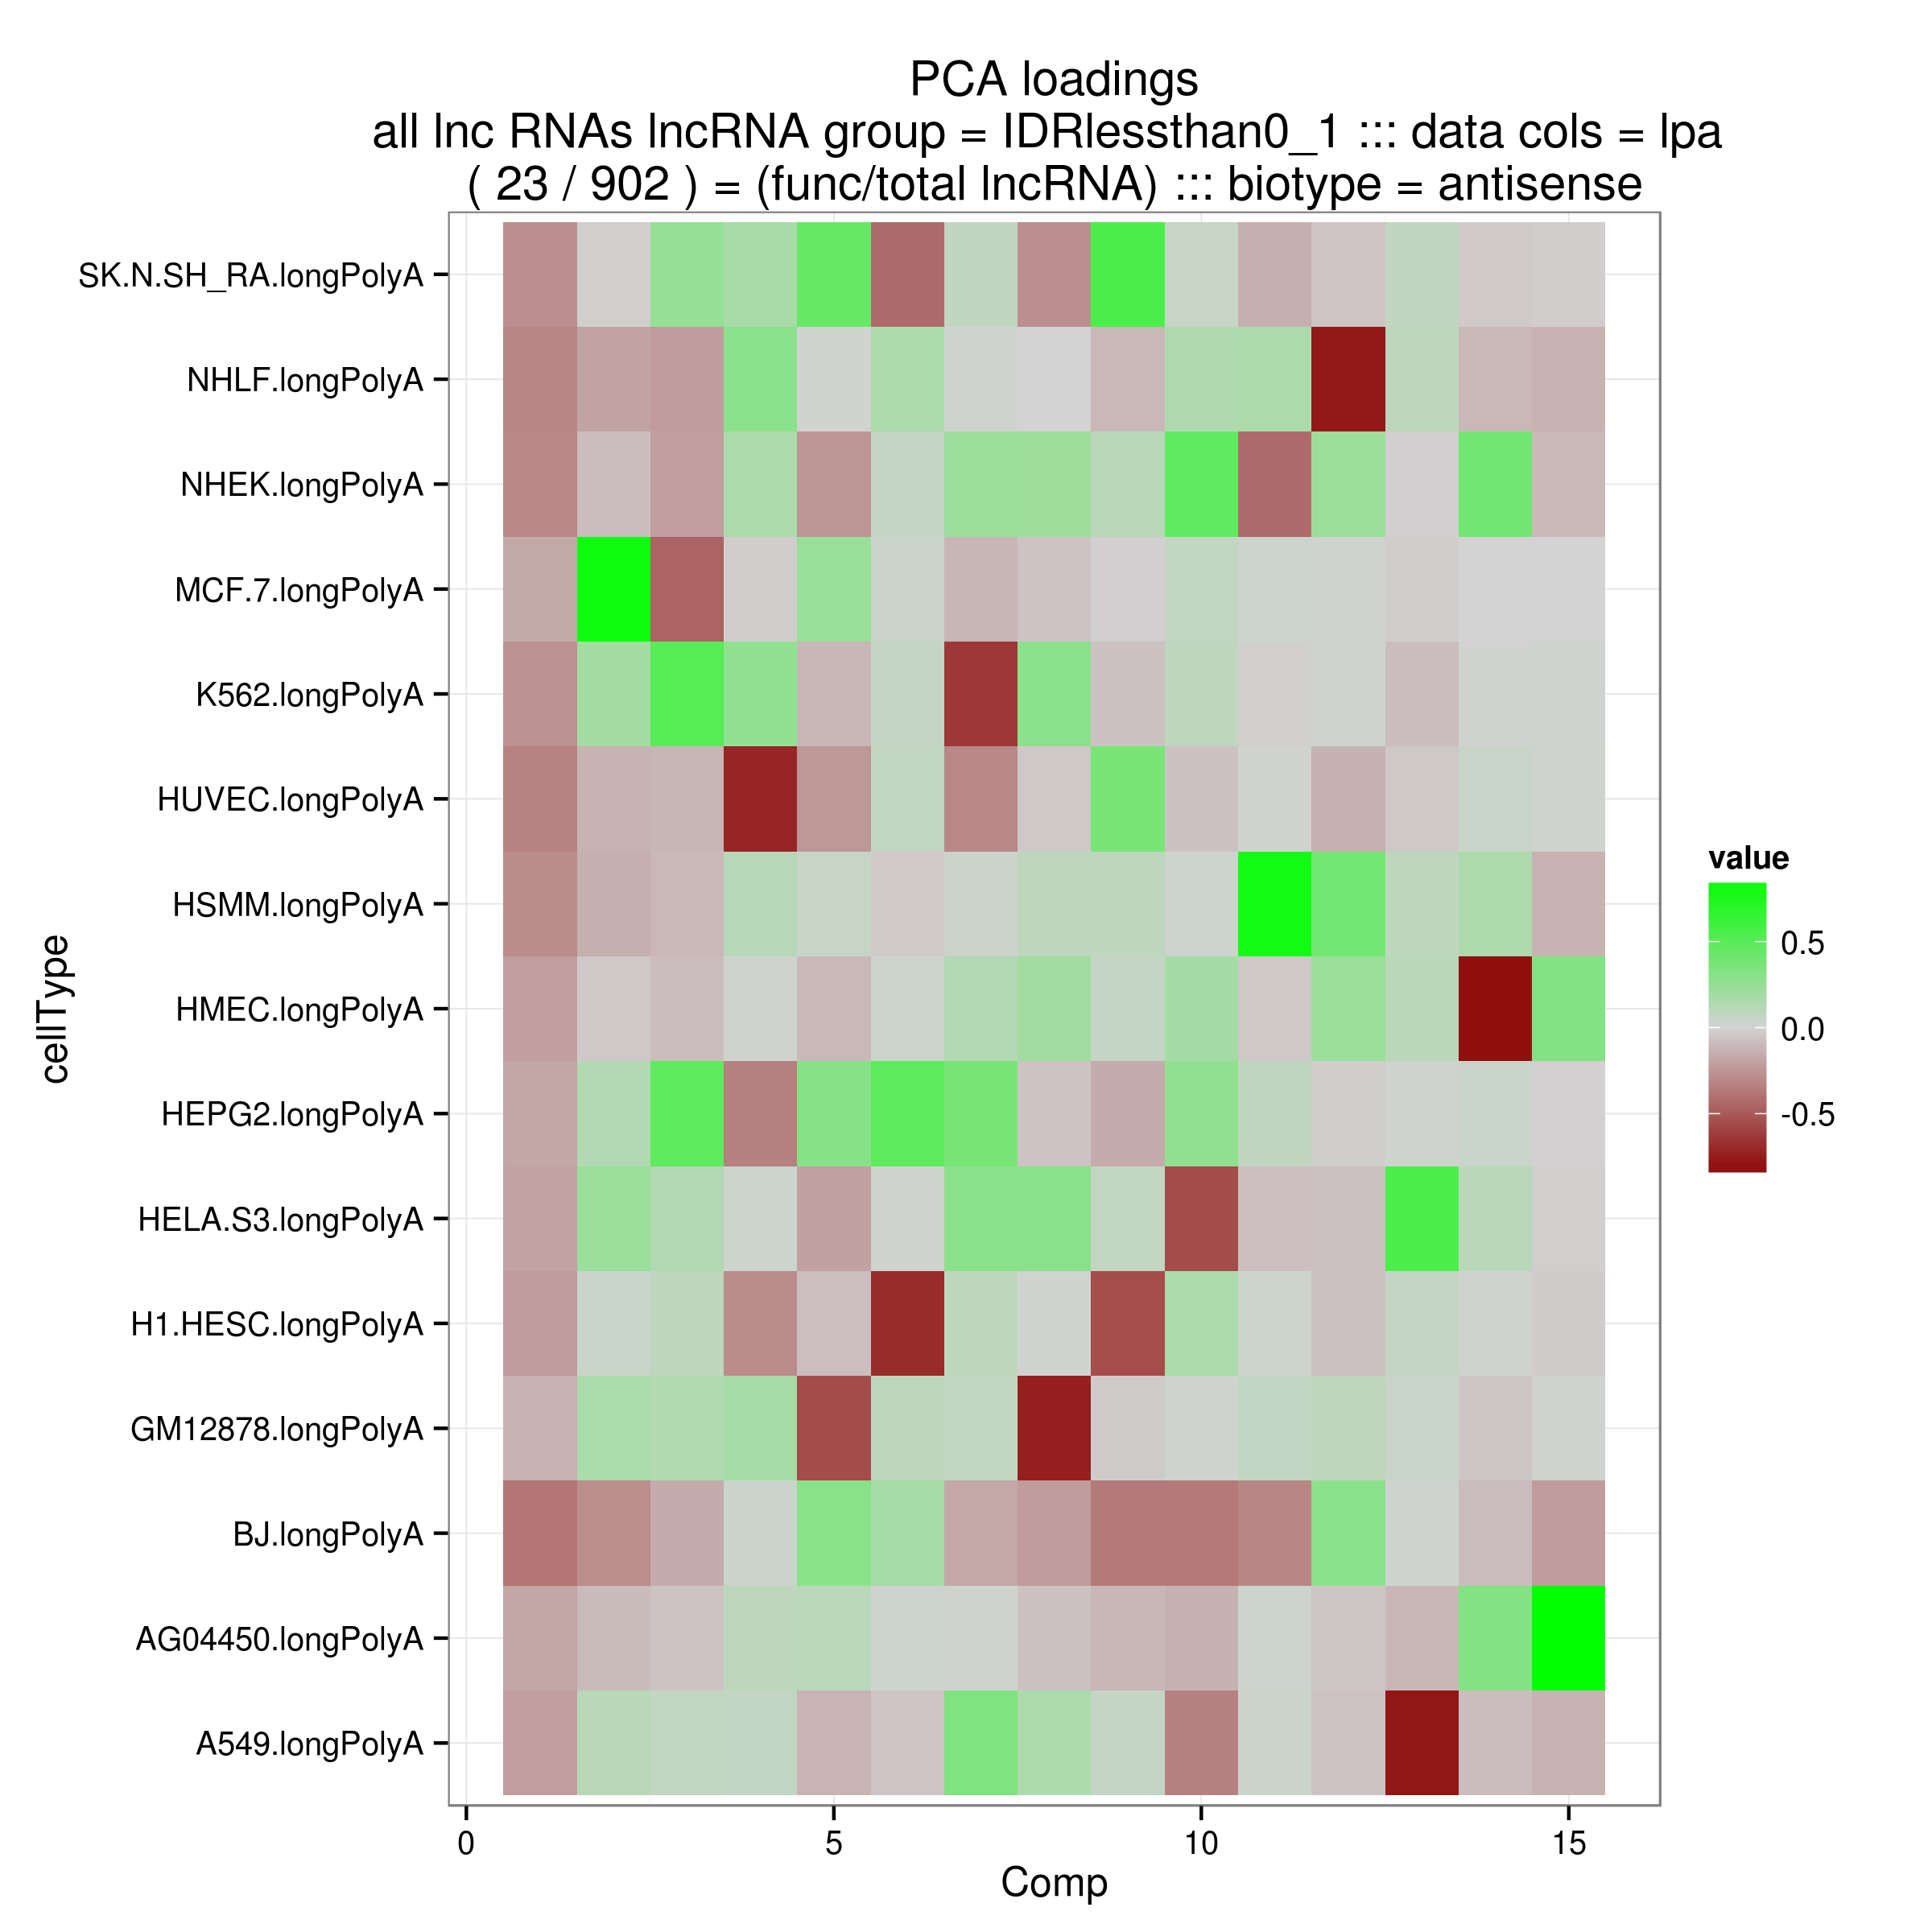 PCA loadings
all lnc RNAs lncRNA group = IDRlessthan0_1 ::: data cols = lpa
( 23 / 902 ) = (func/total lncRNA) ::: biotype = antisense
SK.N.SH_RA.longPolyA
NHLF.longPolyA
NHEK.longPolyA
MCF.7.longPolyA
K562.longPolyA
HUVEC.longPolyA
HSMM.longPolyA
HMEC.longPolyA
HEPG2.longPolyA
HELA.S3.longPolyA
H1.HESC.longPolyA
GM12878.longPolyA
BJ.longPolyA
AG04450.longPolyA
A549.longPolyA
cellType
0 5 10 15
Comp
value
0.5
0.0
-0.5